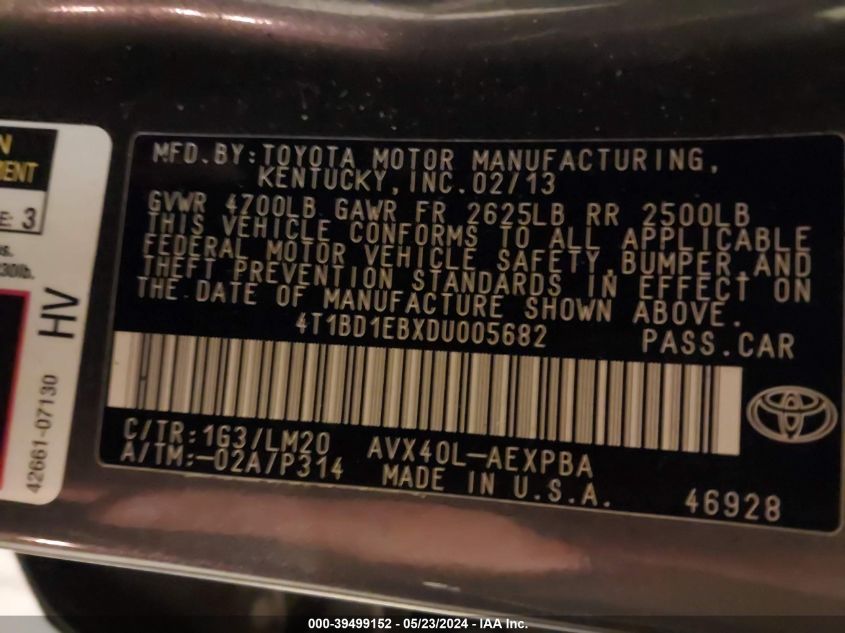 MFD.BY:TOYOTA MOTOR MANUFACTURING,
KENTUCKY,INC.02/13
GVWR 4700LB GAWR FR 2625LB RR 2500LB
THIS VEHICLE CONFORMS TO ALL APPLICABLE
FEDERAL MOTOR VEHICLE SAFETY,BUMPER,AND
THEFT PREVENTION STANDARDS IN EFFECT ON
THE DATE OF MANUFACTURE SHOWN ABOVE.
4T1BD1EBXDU005682 PASS.CAR
C/TR:1G3/LM20 AVX40L-AEXPBA
A/TM:-02A/P314 MADE IN U.S.A. 46928
3
HV
42661-07130
000-39499152 - 05/23/2024 - IAA Inc.